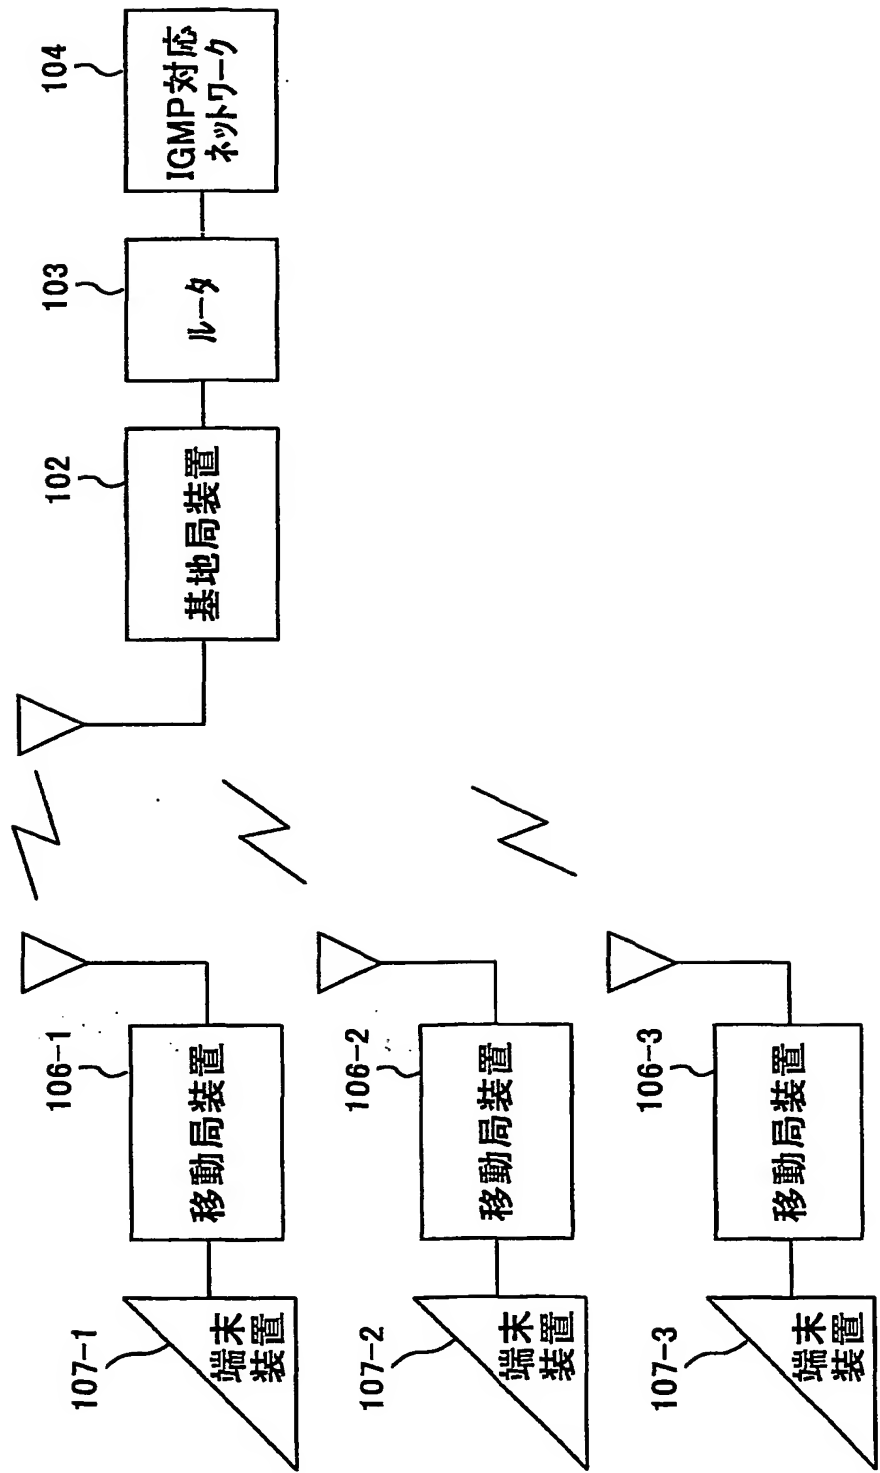 107-1
端末
装置
106-1
移動局装置
102
基地局装置
103
ルータ
104
IGMP対応
ネットワーク
107-2
端末
装置
106-2
移動局装置
107-3
端末
装置
106-3
移動局装置